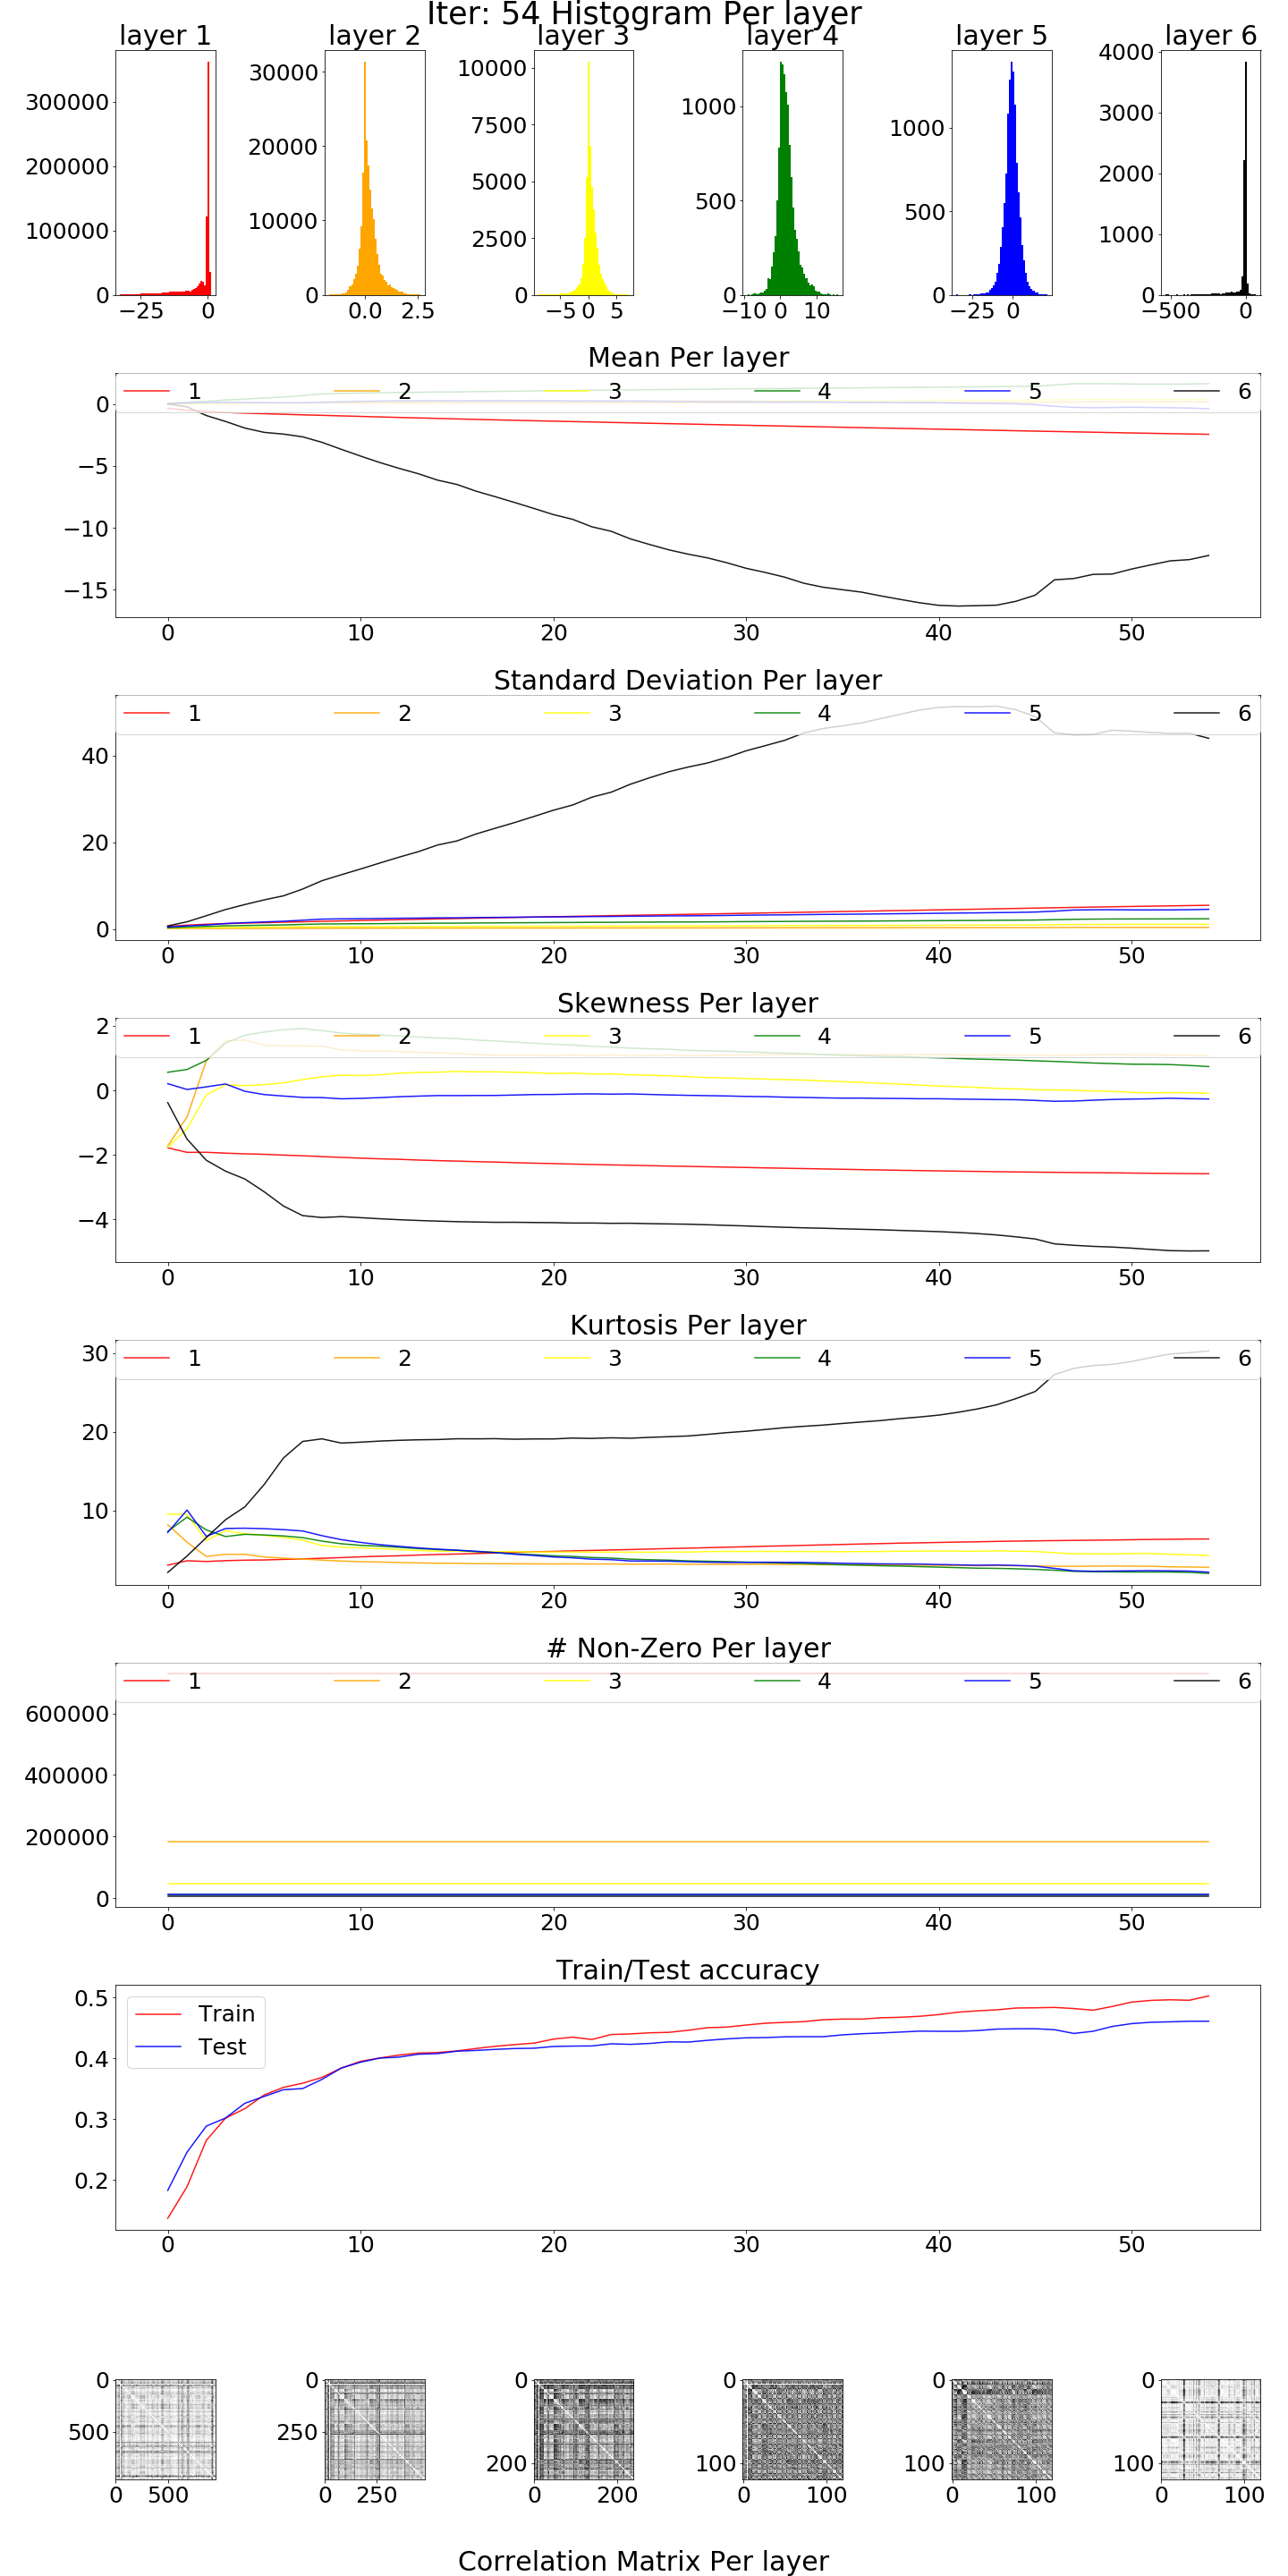 Iter: 54 Histogram Per layer
layer 1 layer 2 layer 3 layer 4 layer 5 layer 6
300000
200000
100000
0
−25 0
30000
20000
10000
0
0.0 2.5
10000
7500
5000
2500
0
−5 0 5
1000
500
0
−10 0 10
1000
500
0
−25 0
4000
3000
2000
1000
0
−500 0
Mean Per layer
1 2 3 4 5 6
0
−5
−10
−15
0 10 20 30 40 50
Standard Deviation Per layer
1 2 3 4 5 6
40
20
0
0 10 20 30 40 50
Skewness Per layer
1 2 3 4 5 6
2
0
−2
−4
0 10 20 30 40 50
Kurtosis Per layer
1 2 3 4 5 6
30
20
10
0 10 20 30 40 50
# Non-Zero Per layer
1 2 3 4 5 6
600000
400000
200000
0
0 10 20 30 40 50
Train/Test accuracy
Train
Test
0.5
0.4
0.3
0.2
0 10 20 30 40 50
0
500
0 500
0
250
0 250
0
200
0 200
0
100
0 100
0
100
0 100
0
100
0 100
Correlation Matrix Per layer